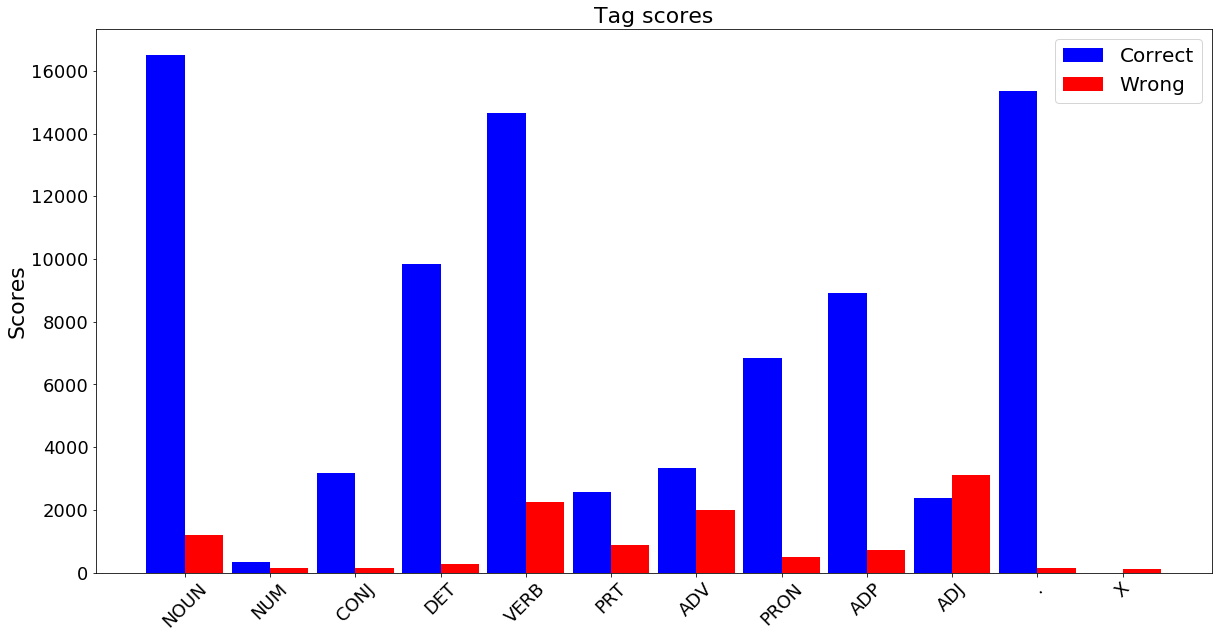 Tag scores
Correct
Wrong
Scores
16000
14000
12000
10000
8000
6000
4000
2000
0
NOUN
NUM
CONJ
DET
VERB
PRT
ADV
PRON
ADP
ADJ
.
X